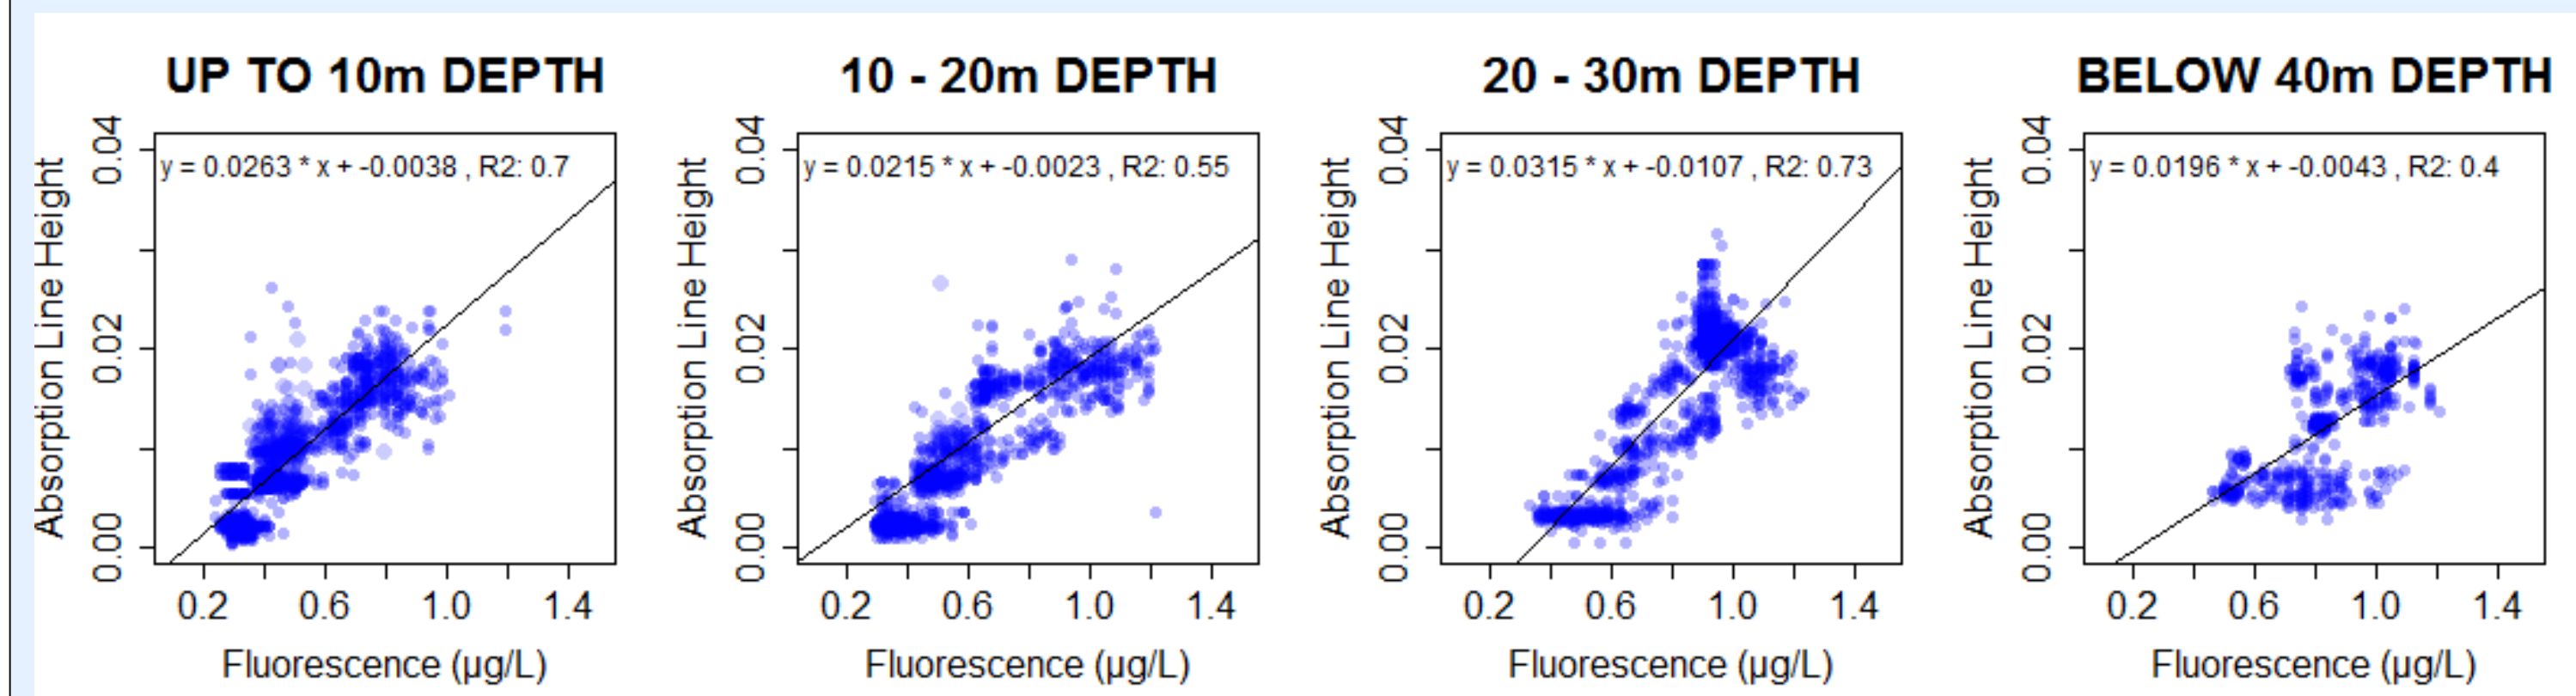 UP TO 10m DEPTH
y = 0.0263 * x + -0.0038 , R2: 0.7
Absorption Line Height
0.00 0.02 0.04
0.2 0.6 1.0 1.4
Fluorescence (µg/L)
10 - 20m DEPTH
y = 0.0215 * x + -0.0023 , R2: 0.55
Absorption Line Height
0.00 0.02 0.04
0.2 0.6 1.0 1.4
Fluorescence (µg/L)
20 - 30m DEPTH
y = 0.0315 * x + -0.0107 , R2: 0.73
Absorption Line Height
0.00 0.02 0.04
0.2 0.6 1.0 1.4
Fluorescence (µg/L)
BELOW 40m DEPTH
y = 0.0196 * x + -0.0043 , R2: 0.4
Absorption Line Height
0.00 0.02 0.04
0.2 0.6 1.0 1.4
Fluorescence (µg/L)